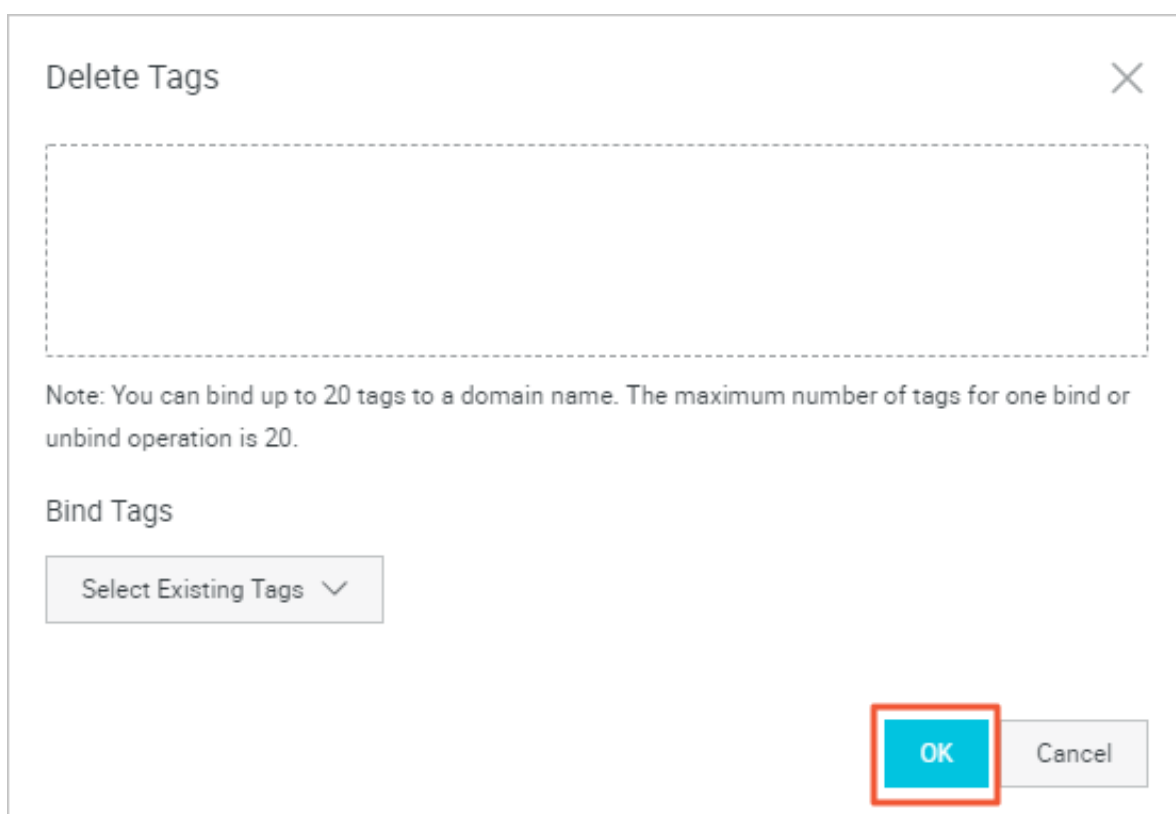 Delete Tags
Note: You can bind up to 20 tags to a domain name. The maximum number of tags for one bind or
unbind operation is 20.
Bind Tags
Select Existing Tags
OK
Cancel